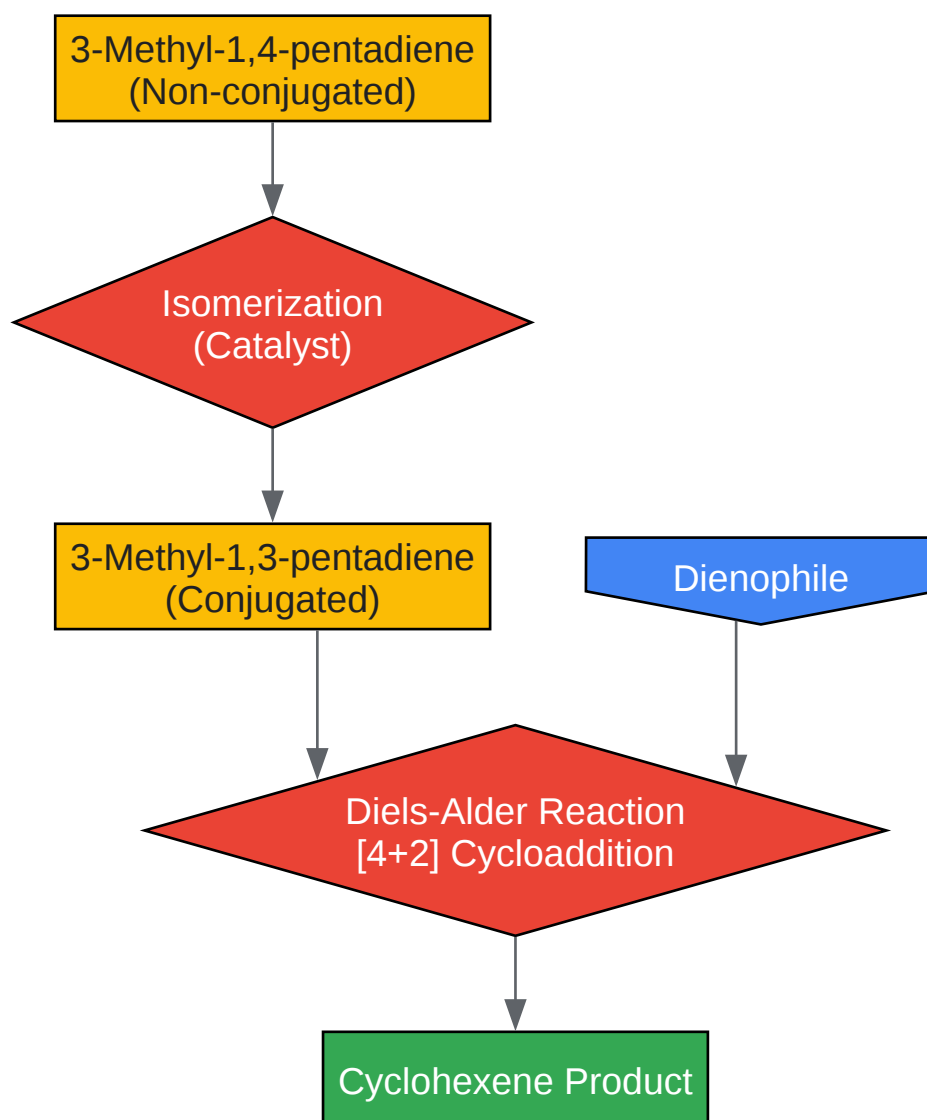 3-Methyl-1,4-pentadiene
(Non-conjugated)
Isomerization
(Catalyst)
3-Methyl-1,3-pentadiene
(Conjugated)
Dienophile
Diels-Alder Reaction
[4+2] Cycloaddition
Cyclohexene Product